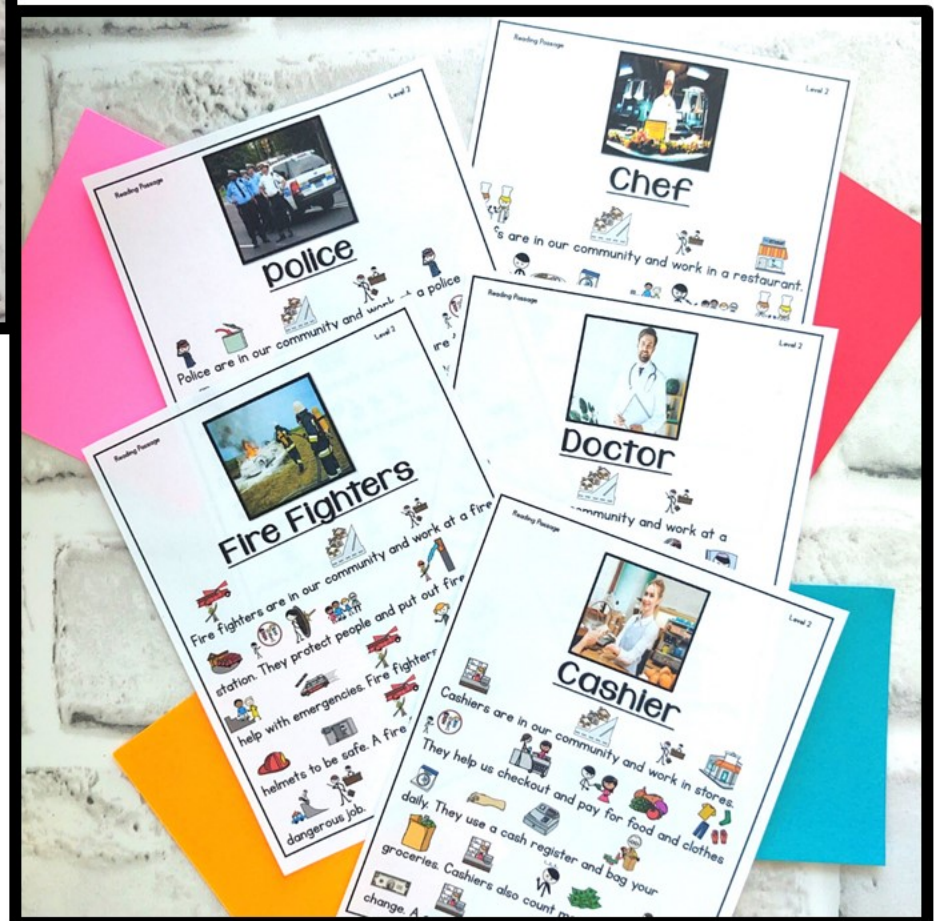 Reading Passage
Level 2
Chef
are in our community and work in a restaurant.
Reading Passage
Level 2
police
Police are in our community and work a police
Reading Passage
Level 2
Doctor
community and work at a
Reading Passage
Level 2
Fire Fighters
Fire fighters are in our community and work at a fire
station. They protect people and put out fire
help with emergencies. Fire fighters
helmets to be safe. A fire
dangerous job.
Reading Passage
Level 2
Cashier
Cashiers are in our community and work in stores.
They help us checkout and pay for food and clothes
daily. They use a cash register and bag your
groceries. Cashiers also count
change. A